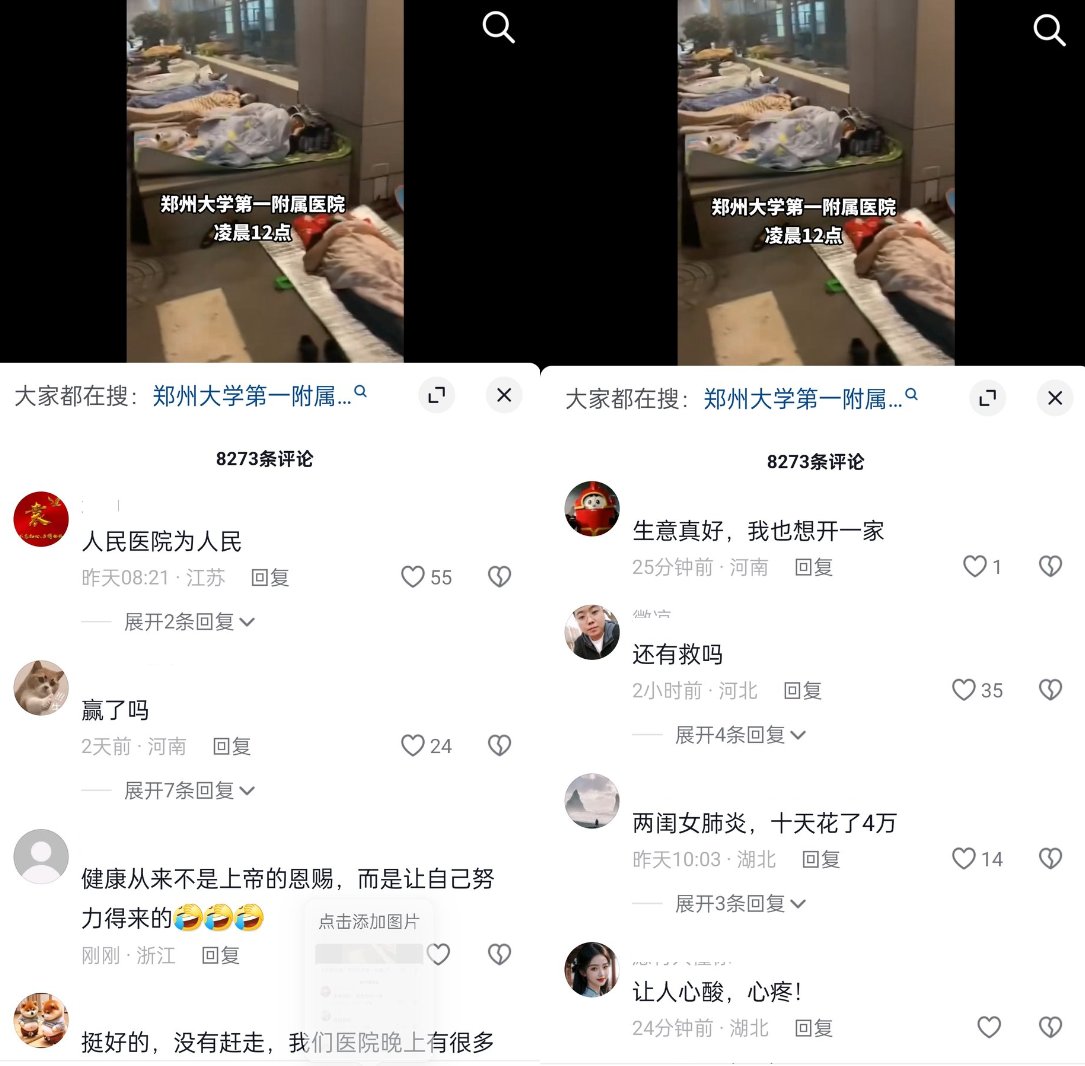 郑州大学第一附属医院
凌晨12点
大家都在搜：郑州大学第一附属...
8273条评论
人民医院为人民
昨天08:21 · 江苏 回复
55
展开2条回复
赢了吗
2天前 · 河南 回复
24
展开7条回复
健康从来不是上帝的恩赐，而是让自己努
力得来的🤣🤣🤣
刚刚 · 浙江 回复
点击添加图片
挺好的，没有赶走，我们医院晚上有很多
郑州大学第一附属医院
凌晨12点
大家都在搜：郑州大学第一附属...
8273条评论
生意真好，我也想开一家
25分钟前 · 河南 回复
1
还有救吗
2小时前 · 河北 回复
35
展开4条回复
两闺女肺炎，十天花了4万
昨天10:03 · 湖北 回复
14
展开3条回复
让人心酸，心疼！
24分钟前 · 湖北 回复